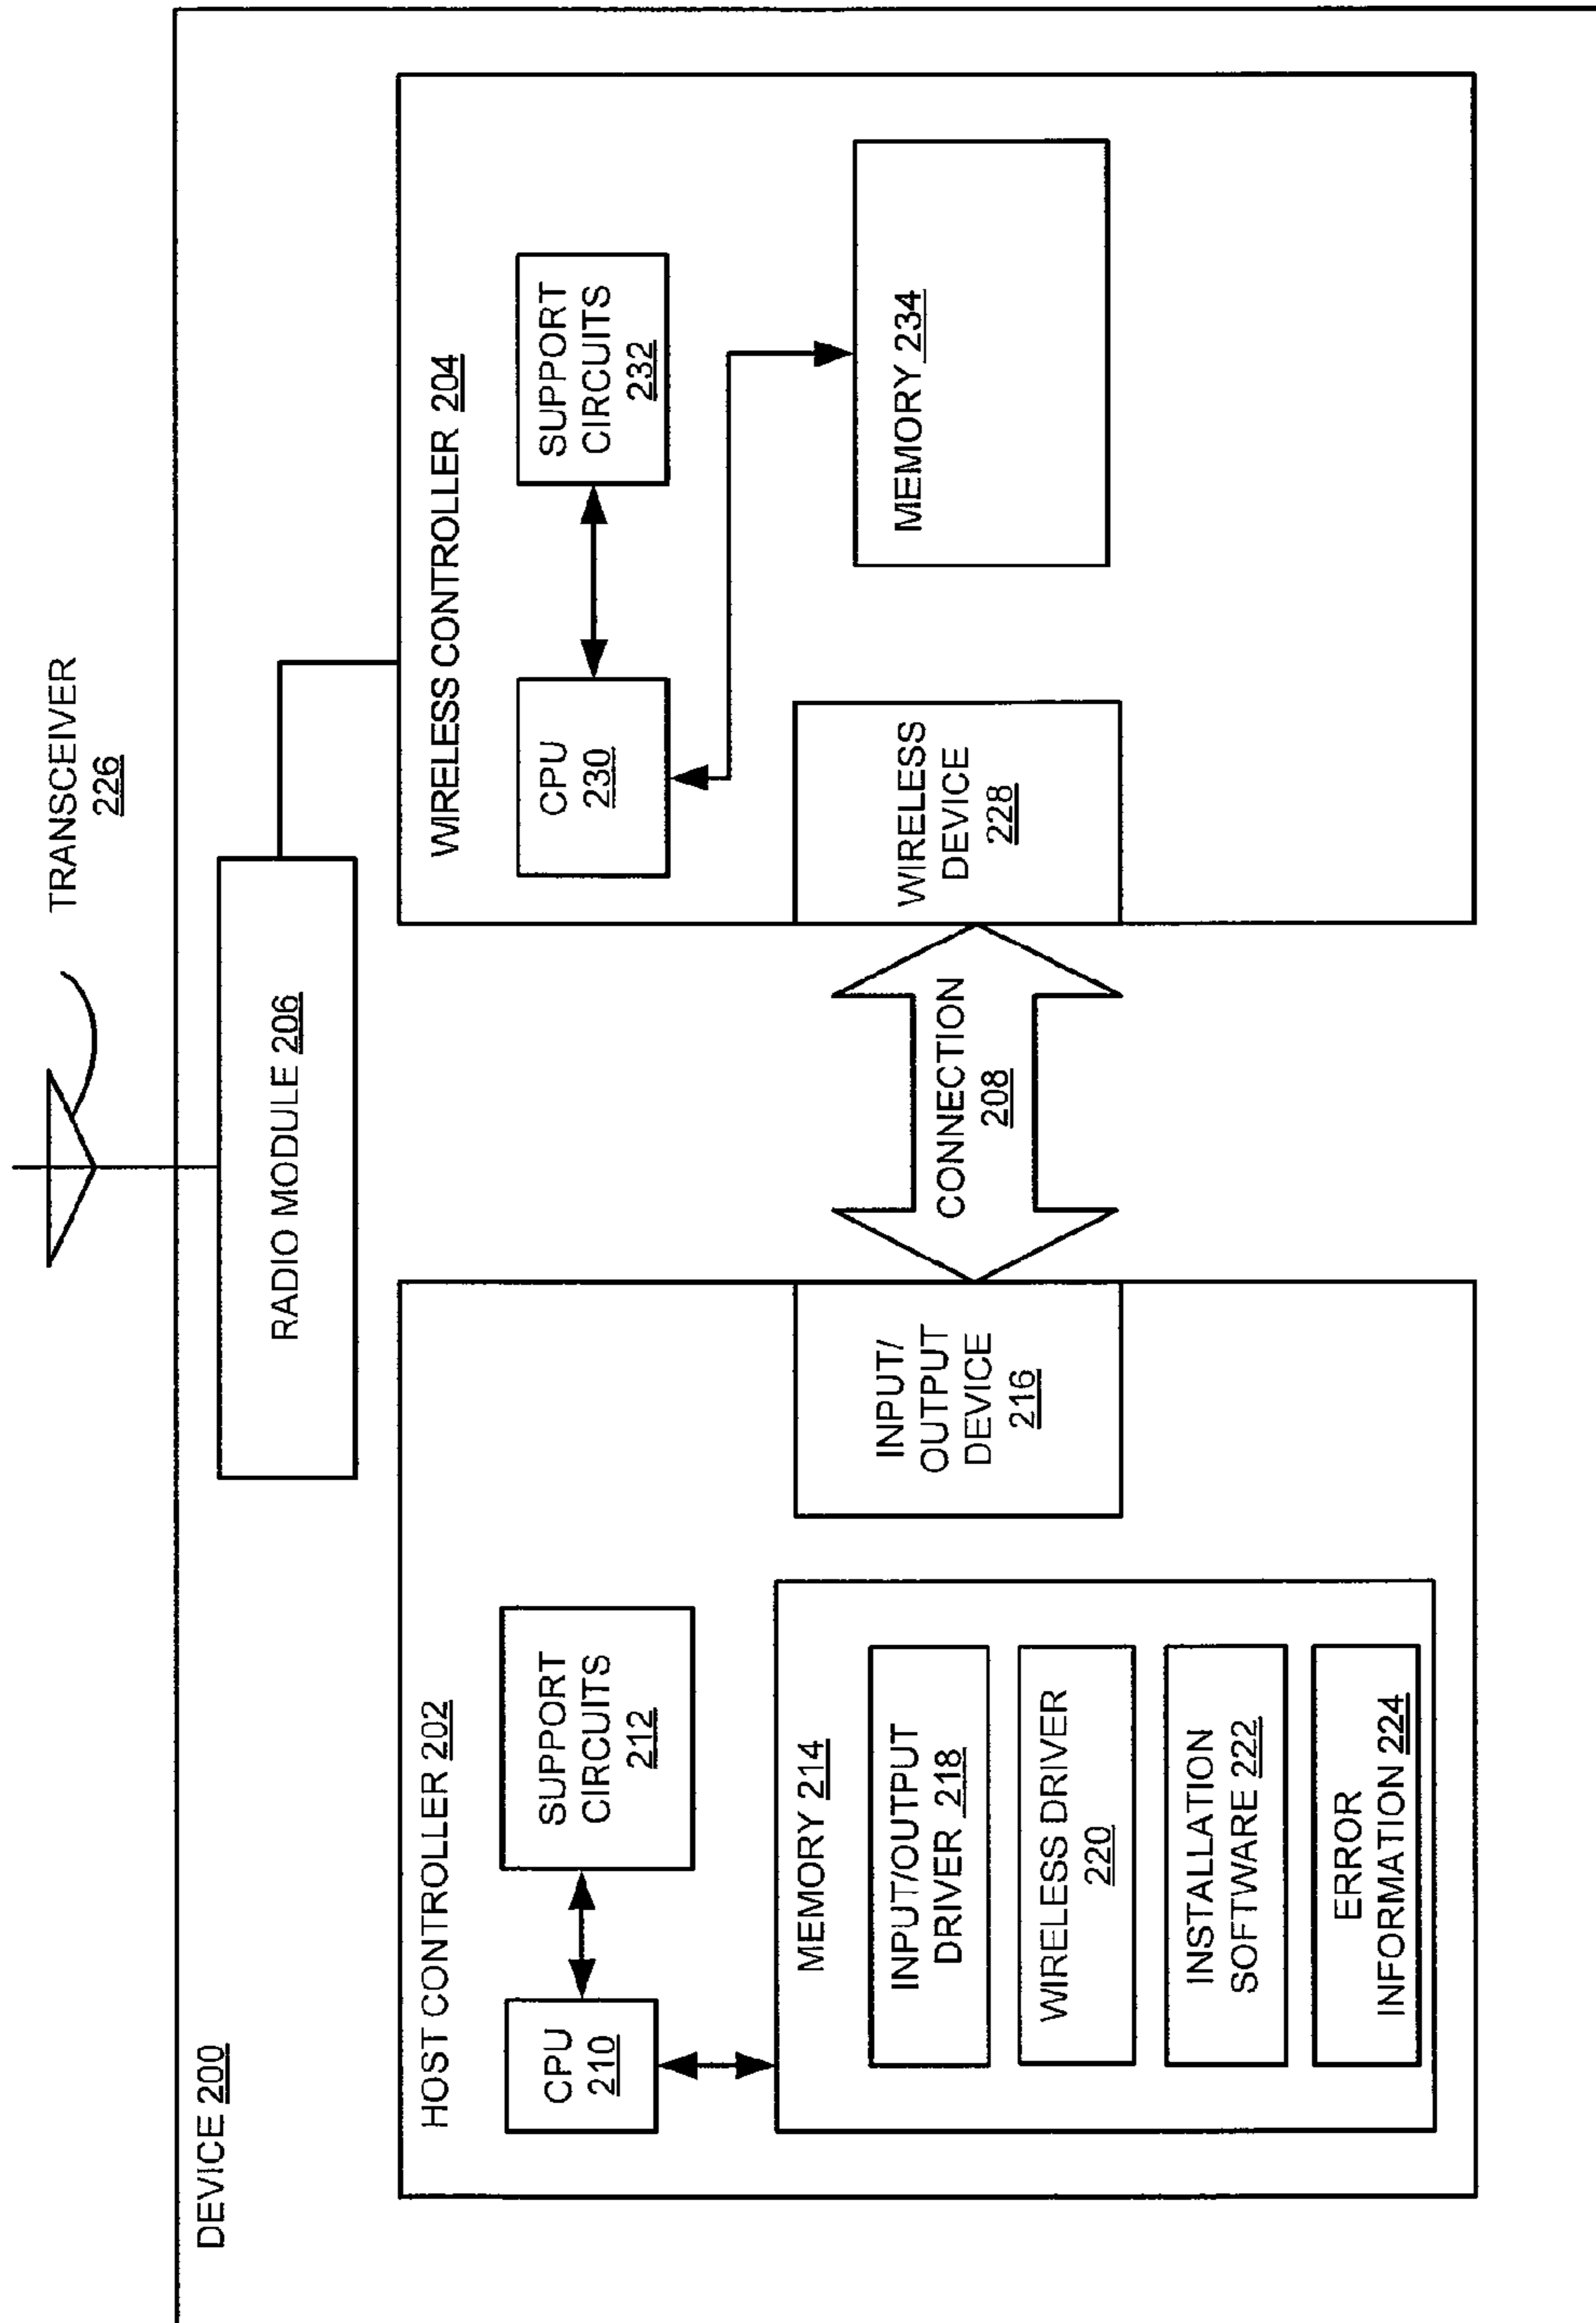 DEVICE 200
TRANSCEIVER
226
RADIO MODULE 206
HOST CONTROLLER 202
CPU
210
SUPPORT
CIRCUITS
212
MEMORY 214
INPUT/OUTPUT
DRIVER 218
WIRELESS DRIVER
220
INSTALLATION
SOFTWARE 222
ERROR
INFORMATION 224
INPUT/
OUTPUT
DEVICE
216
CONNECTION
208
WIRELESS CONTROLLER 204
CPU
230
SUPPORT
CIRCUITS
232
WIRELESS
DEVICE
228
MEMORY 234